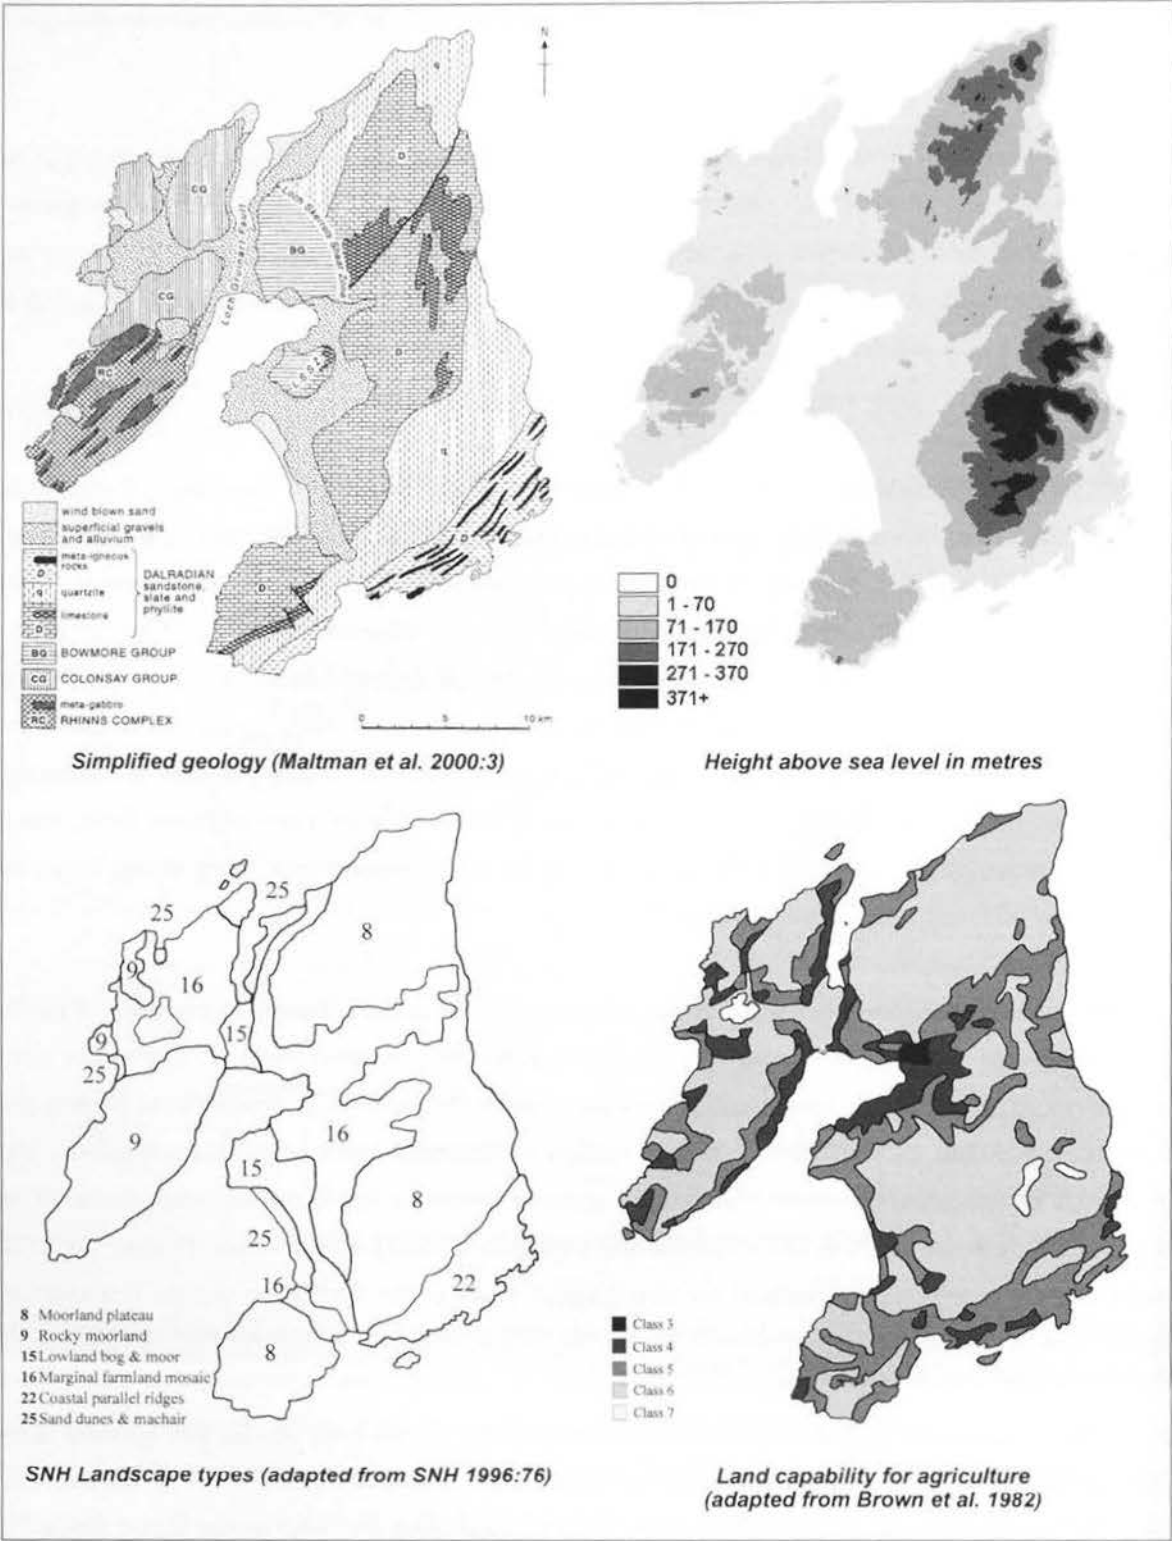 N
q
D
CG
Loch Gruinart Fault
BG
CG
D
RC
q
D
D
wind blown sand
superficial gravels
and alluvium
meta-igneous
rocks
D
q
quartzite
limestone
D
DALRADIAN
sandstone,
slate and
phyllite
BG BOWMORE GROUP
CG COLONSAY GROUP
meta-gabbro
RC RHINNS COMPLEX
0 5 10 km
Simplified geology (Maltman et al. 2000:3)
0
1 - 70
71 - 170
171 - 270
271 - 370
371+
Height above sea level in metres
25
25
8
9
16
15
9
25
9
16
15
8
25
22
16
8
8 Moorland plateau
9 Rocky moorland
15 Lowland bog & moor
16 Marginal farmland mosaic
22 Coastal parallel ridges
25 Sand dunes & machair
SNH Landscape types (adapted from SNH 1996:76)
Class 3
Class 4
Class 5
Class 6
Class 7
Land capability for agriculture
(adapted from Brown et al. 1982)